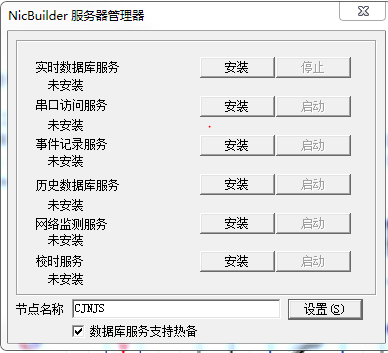 NicBuilder 服务器管理器
实时数据库服务 安装 停止
未安装
串口访问服务 安装 启动
未安装
事件记录服务 安装 启动
未安装
历史数据库服务 安装 启动
未安装
网络监测服务 安装 启动
未安装
校时服务 安装 启动
未安装
节点名称 CJNJS 设置(S)
数据库服务支持热备